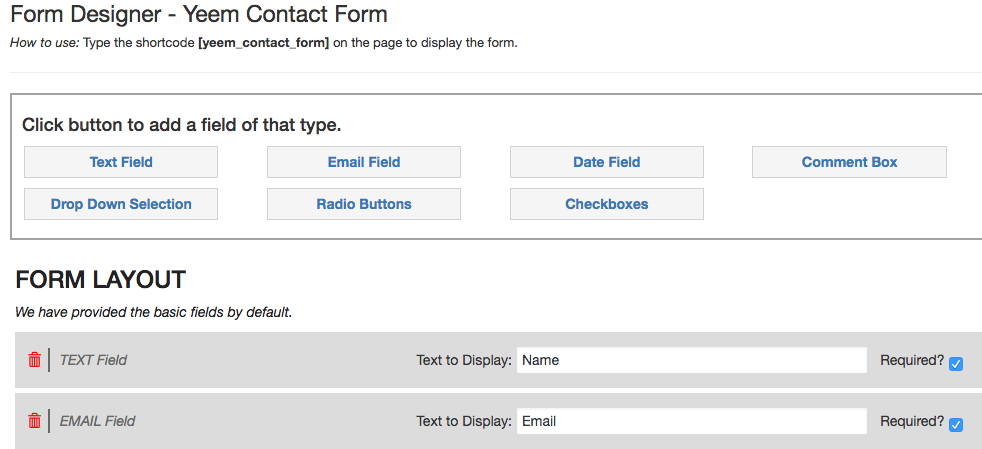 Form Designer - Yeem Contact Form
How to use: Type the shortcode [yeem_contact_form] on the page to display the form.
Click button to add a field of that type.
Text Field Email Field Date Field Comment Box
Drop Down Selection Radio Buttons Checkboxes
FORM LAYOUT
We have provided the basic fields by default.
TEXT Field Text to Display: Name Required?
EMAIL Field Text to Display: Email Required?